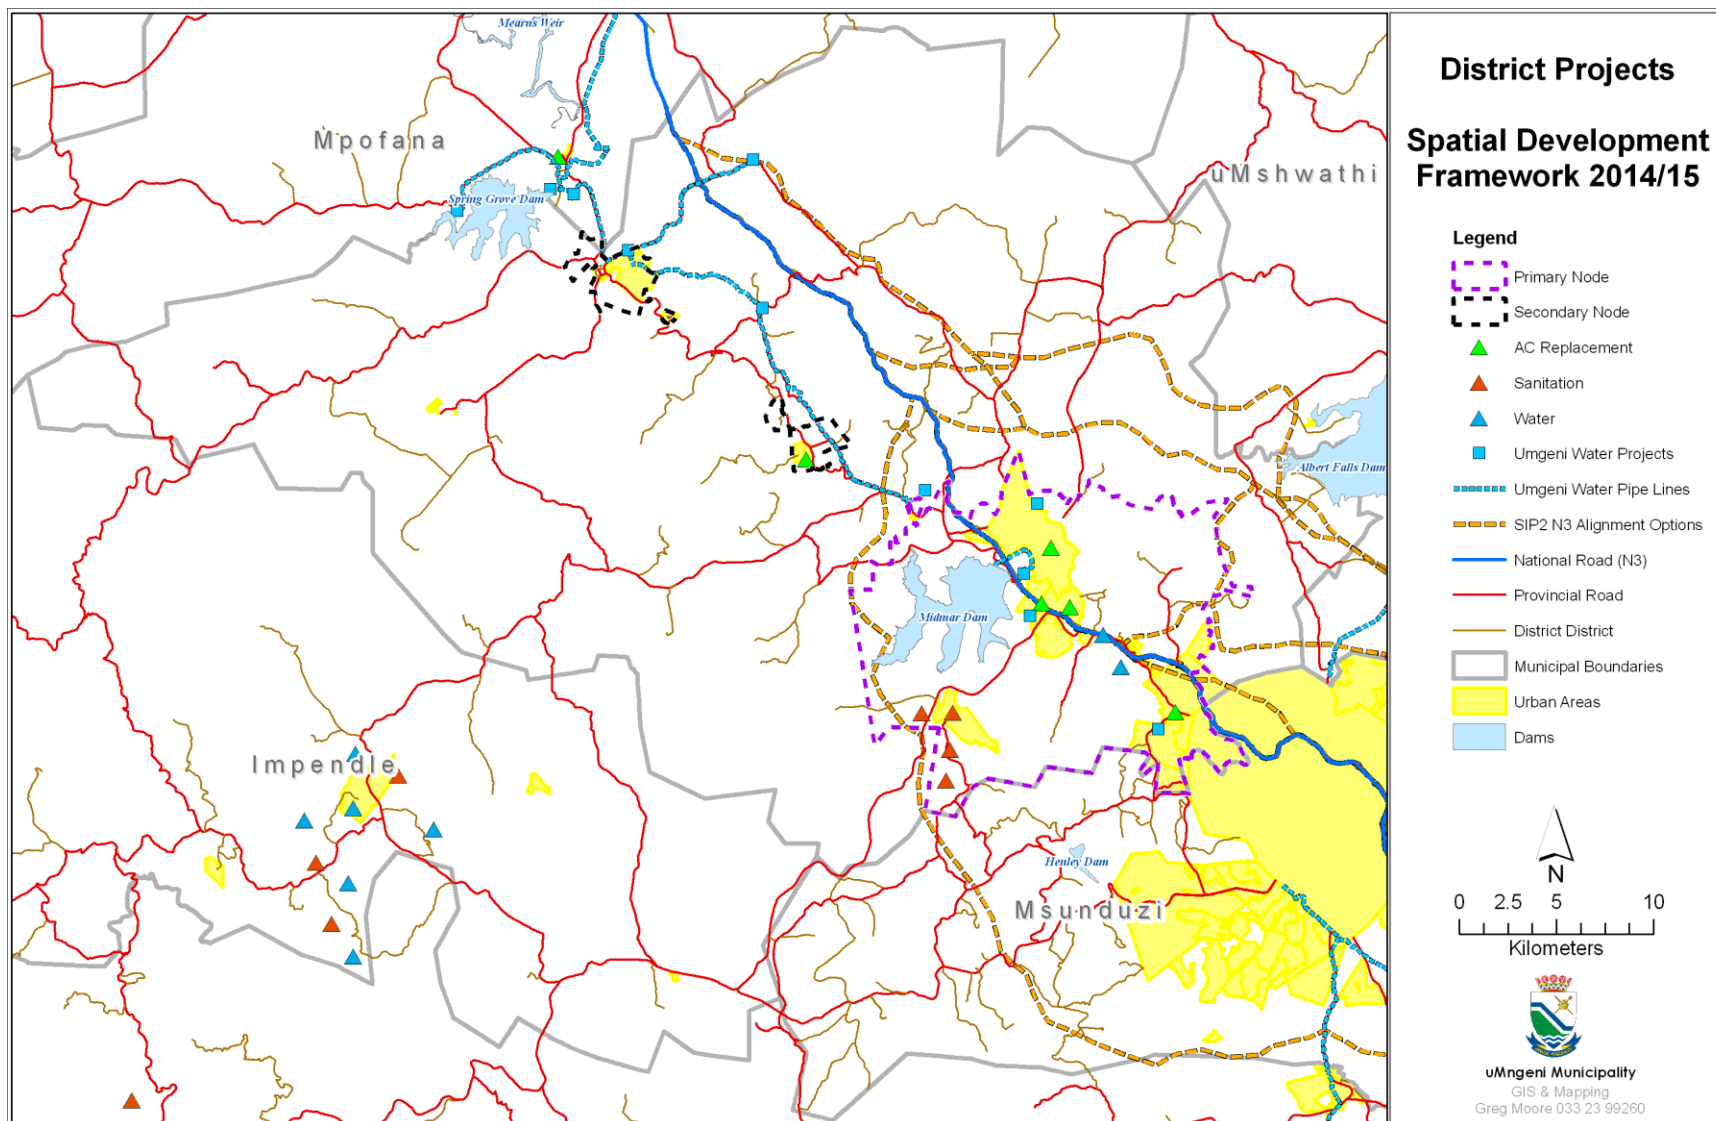 Mearns Weir
Mpofana
Spring Grove Dam
uMshwathi
Albert Falls Dam
Midmar Dam
Impendle
Henley Dam
Msunduzi
District Projects
Spatial Development
Framework 2014/15
Legend
Primary Node
Secondary Node
AC Replacement
Sanitation
Water
Umgeni Water Projects
Umgeni Water Pipe Lines
SIP2 N3 Alignment Options
National Road (N3)
Provincial Road
District District
Municipal Boundaries
Urban Areas
Dams
N
0 2.5 5 10
Kilometers
uMngeni Municipality
GIS & Mapping
Greg Moore 033 23 99260